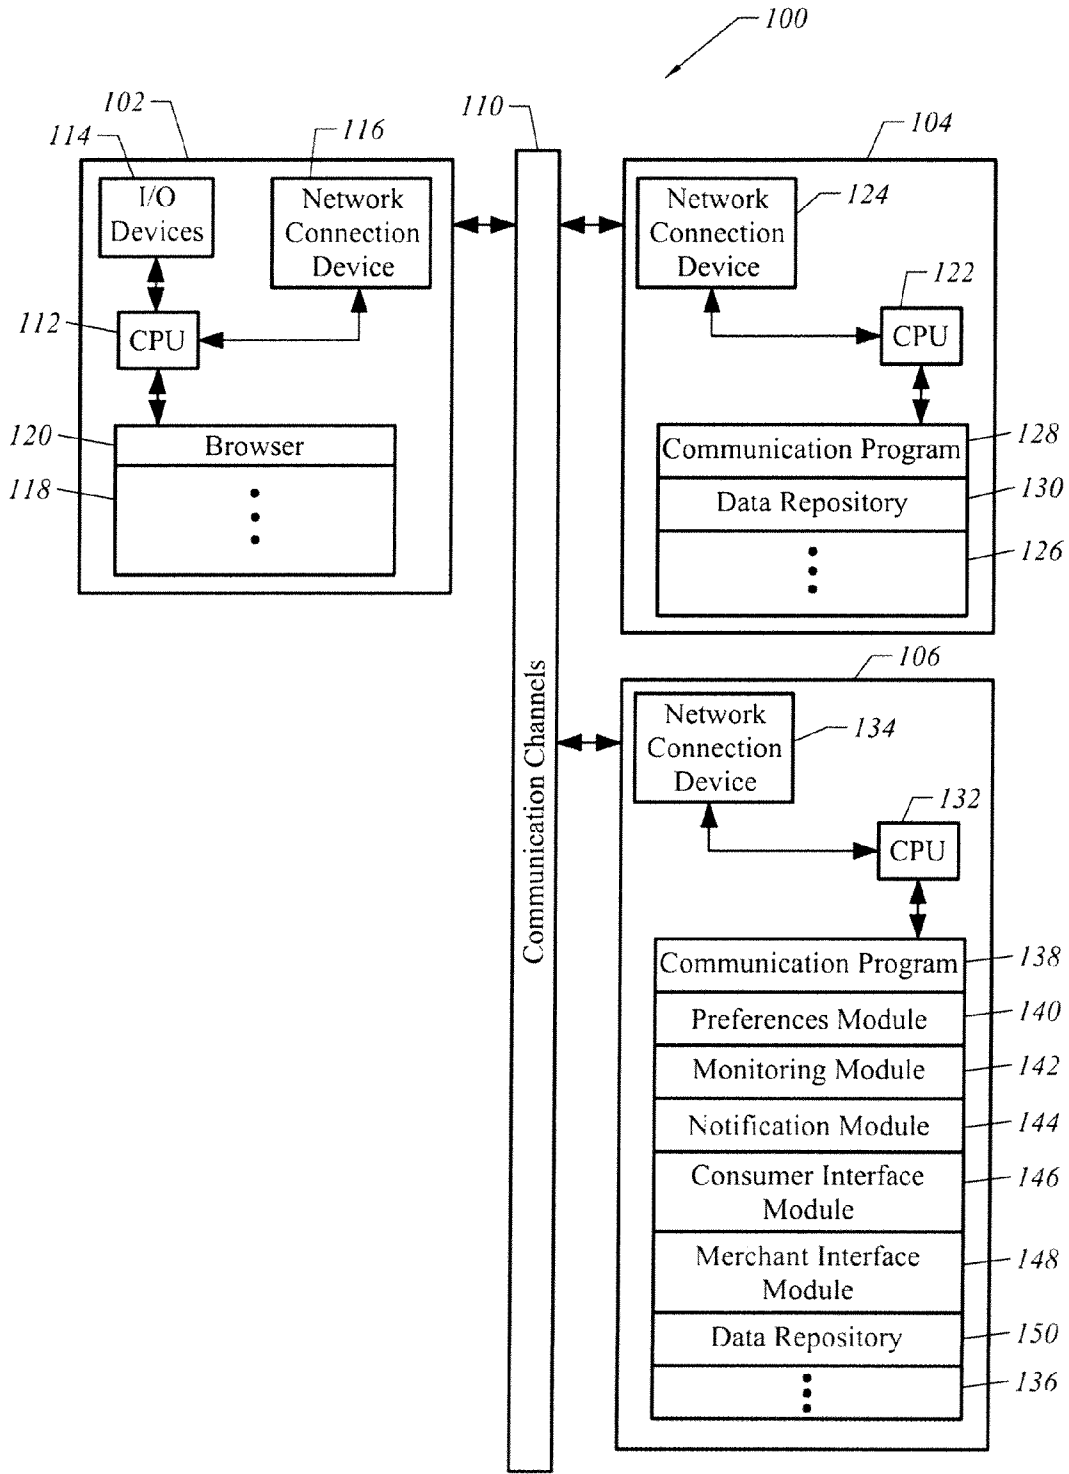 100
102
114
I/O
Devices
116
Network
Connection
Device
112
CPU
120
Browser
118
110
Communication Channels
104
Network
Connection
Device
124
122
CPU
Communication Program
128
Data Repository
130
126
106
Network
Connection
Device
134
132
CPU
Communication Program
138
Preferences Module
140
Monitoring Module
142
Notification Module
144
Consumer Interface
Module
146
Merchant Interface
Module
148
Data Repository
150
136